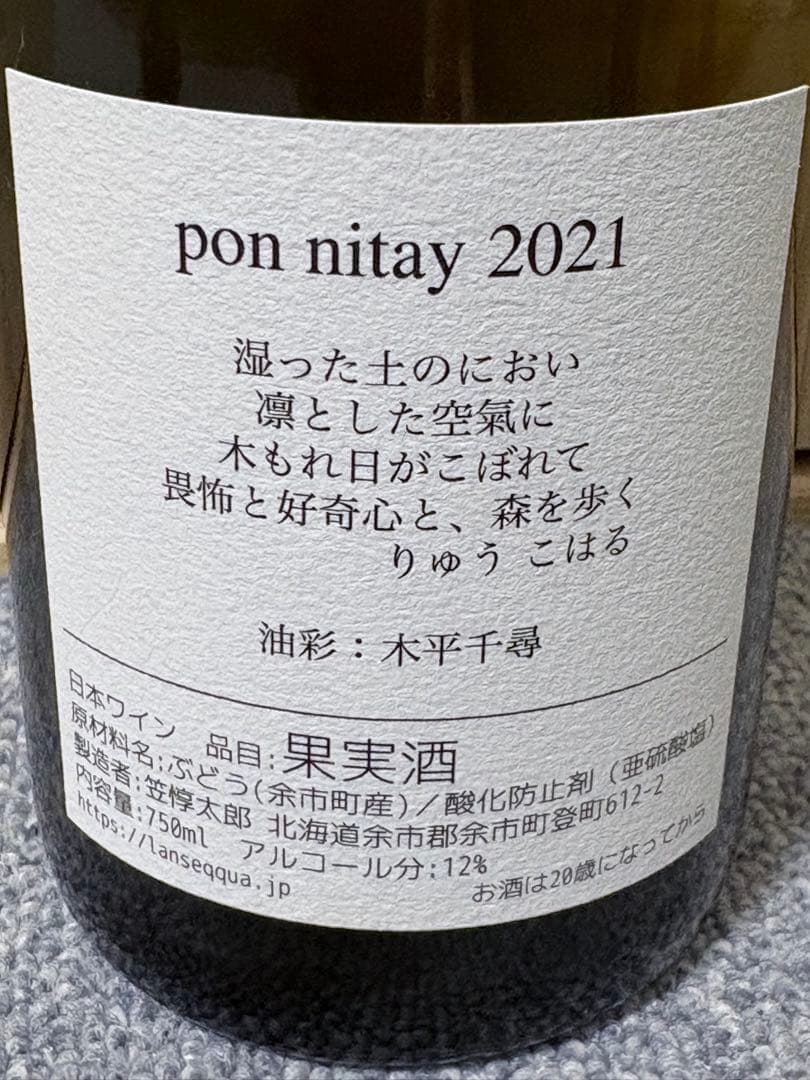 pon nitay 2021
湿った土のにおい
凛とした空氣に
木もれ日がこぼれて
畏怖と好奇心と、森を歩く
りゅう こはる
油彩：木平千尋
日本ワイン 品目:果実酒
原材料名:ぶどう(余市町産)/酸化防止剤(亜硫酸塩)
製造者:笠惇太郎 北海道余市郡余市町登町612-2
内容量:750ml アルコール分:12%
https://lanseqqua.jp
お酒は20歳になってから